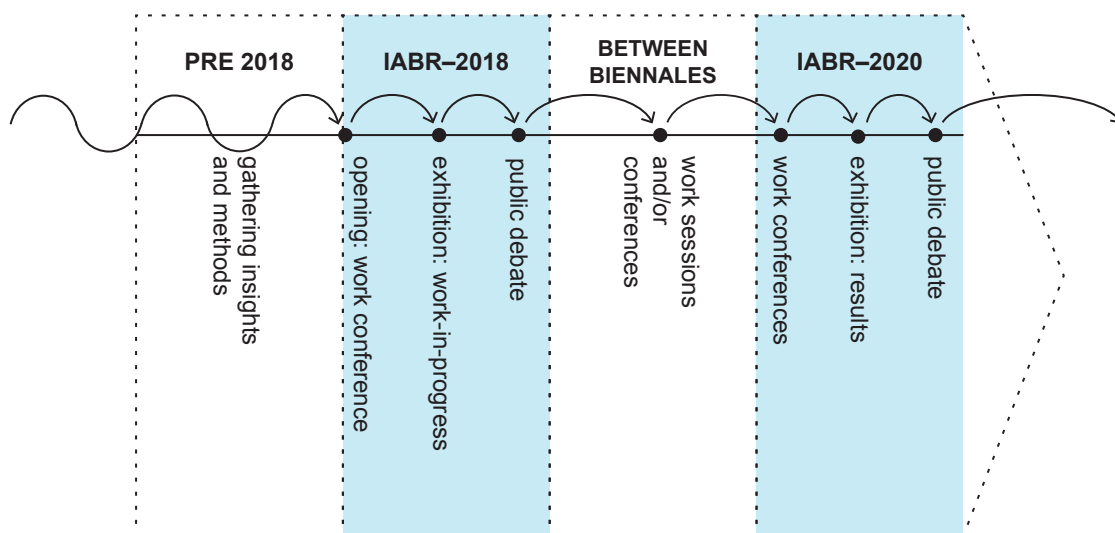 PRE 2018
IABR–2018
BETWEEN
BIENNALES
IABR–2020
gathering insights
and methods
opening: work conference
exhibition: work-in-progress
public debate
work sessions
and/or
conferences
work conferences
exhibition: results
public debate